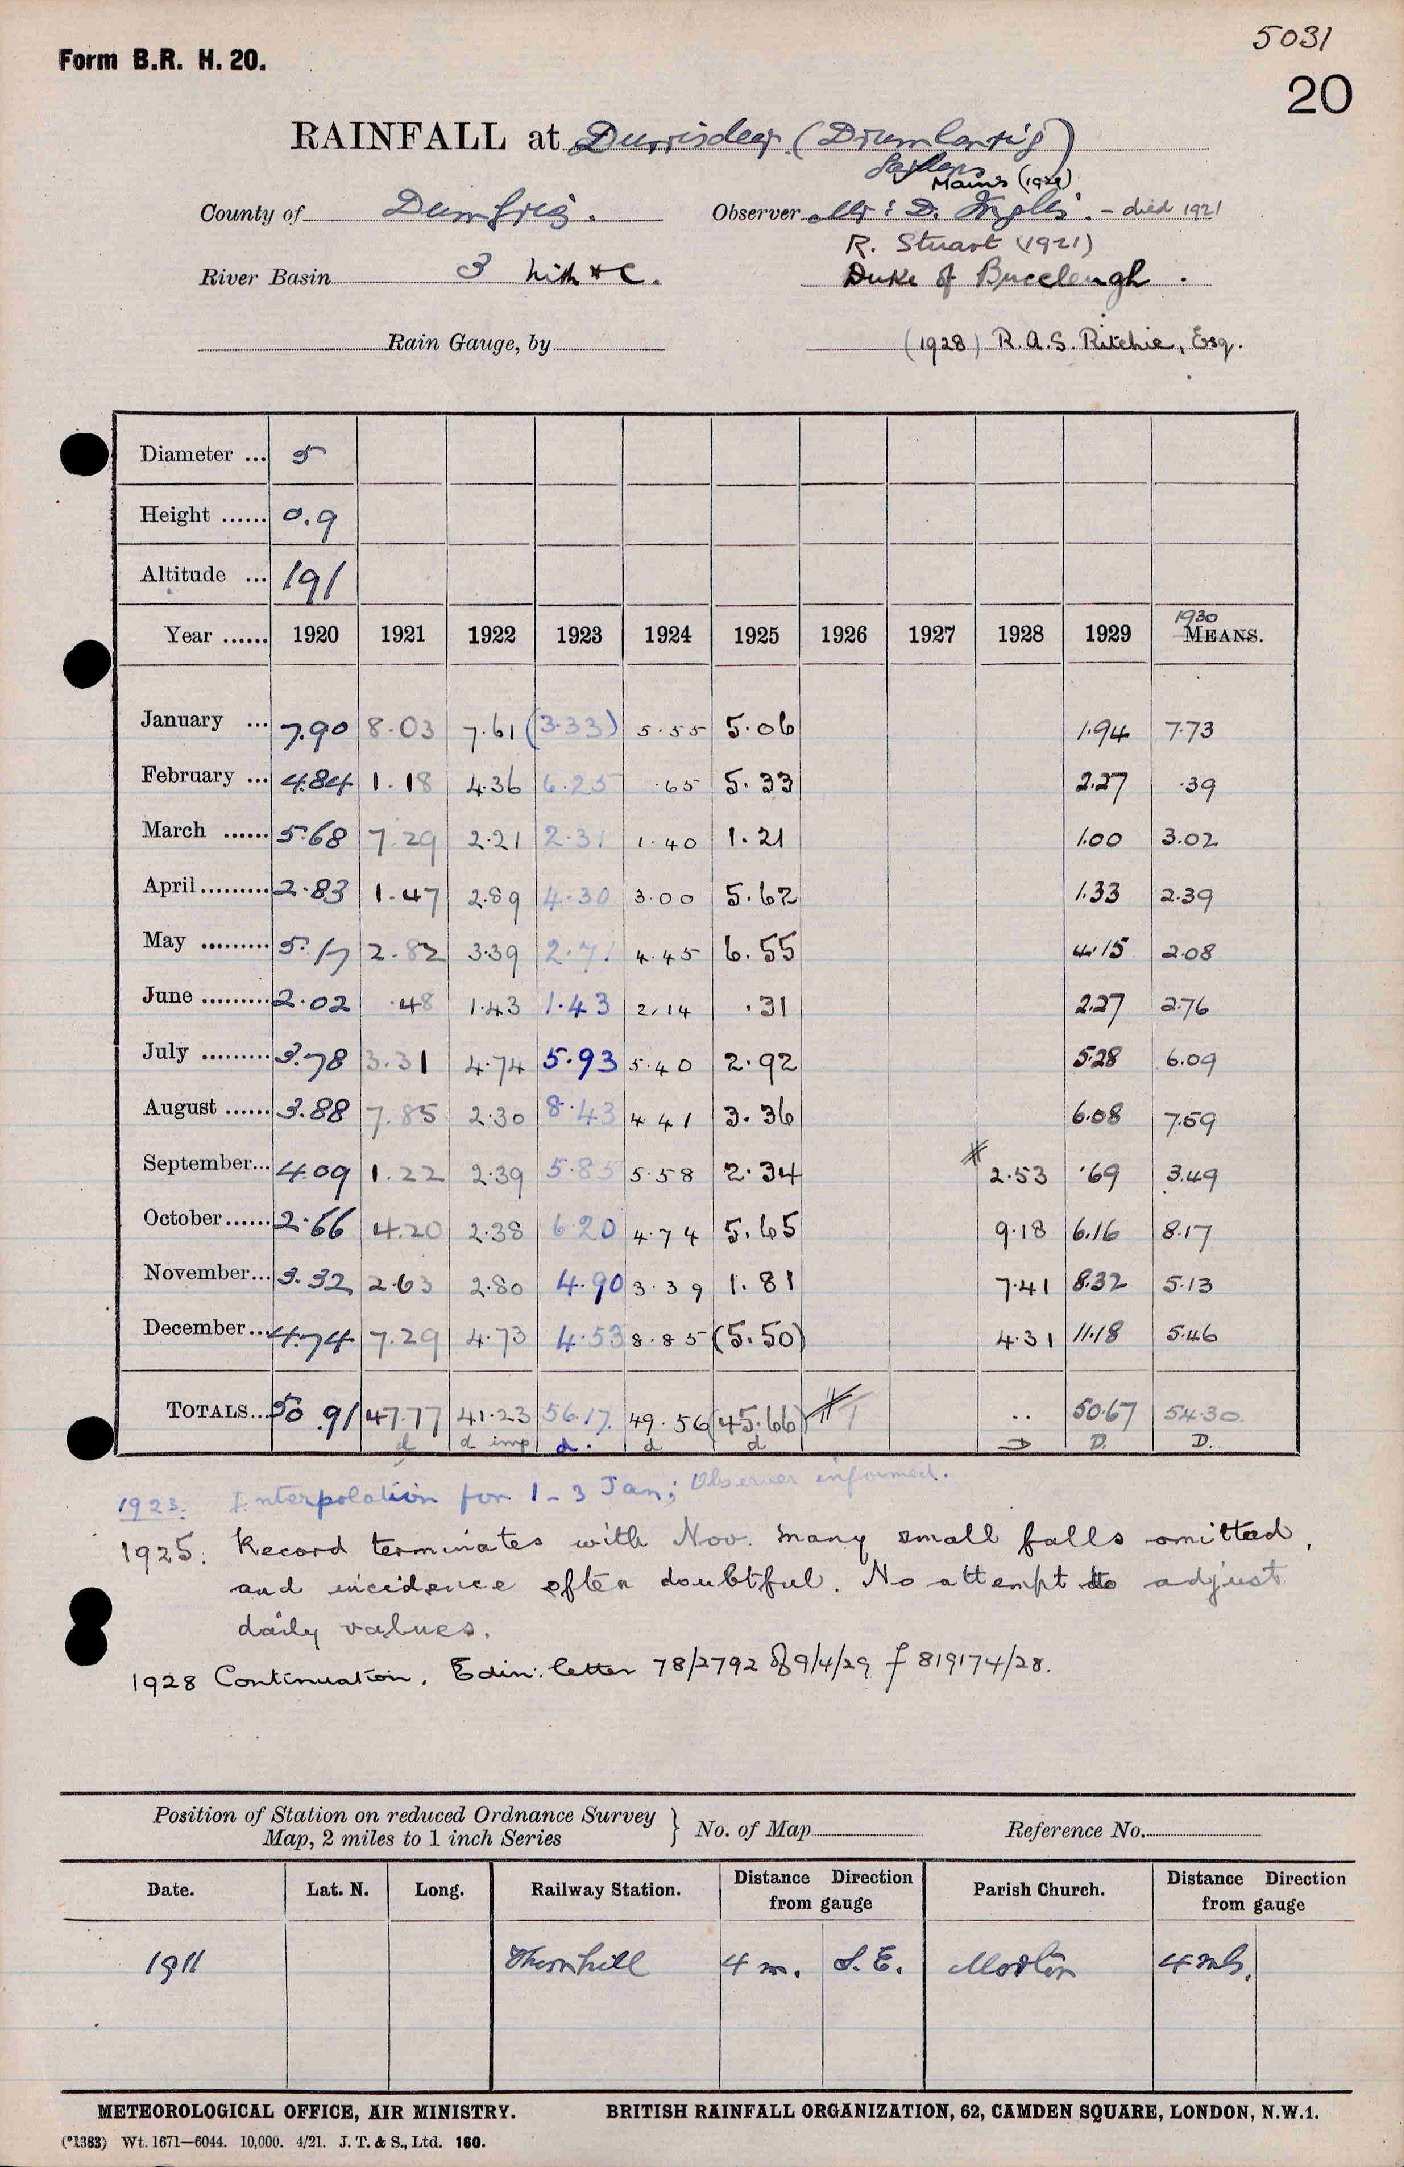 5031
Form B.R. H. 20.
20
RAINFALL at Durrisdeer (Drumlanrig)
Mains (1921)
County of Dumfries. Observer Mr: D. Inglis. - died 1921
R. Stuart (1921)
River Basin 3 Nith &c. Duke of Buccleugh.
Rain Gauge, by (1928) R.A.S. Ritchie, Esq.
Diameter ... 5
Height ...... 0.9
Altitude ... 191
1930
Year ...... 1920 1921 1922 1923 1924 1925 1926 1927 1928 1929 MEANS.
January ... 7.90 8.03 7.61 (3.33) 5.55 5.06 1.94 7.73
February ... 4.84 1.18 4.36 6.25 .65 5.33 2.27 .39
March ...... 5.68 7.29 2.21 2.31 1.40 1.21 1.00 3.02
April ......... 2.83 1.47 2.89 4.30 3.00 5.62 1.33 2.39
May ......... 5.17 2.82 3.39 2.71 4.45 6.55 4.15 2.08
June ......... 2.02 .48 1.43 1.43 2.14 .31 2.27 2.76
July ......... 3.78 3.31 4.74 5.93 5.40 2.92 5.28 6.09
August ...... 3.88 7.85 2.30 8.43 4.41 3.36 6.08 7.59
September... 4.09 1.22 2.39 5.85 5.58 2.34 # 2.53 .69 3.49
October...... 2.66 4.20 2.38 6.20 4.74 5.65 9.18 6.16 8.17
November... 3.32 2.63 2.80 4.90 3.39 1.81 7.41 8.32 5.13
December... 4.74 7.29 4.73 4.53 8.85 (5.50) 4.31 11.18 5.46
TOTALS... 50.91 47.77 41.23 56.17 49.56 (45.66) # .. 50.67 54.30
d d imp d. d d D D. D.
1923. Interpolation for 1-3 Jan; Observer informed.
1925: Record terminates with Nov. Many small falls omitted,
and incidence often doubtful. No attempt to adjust
daily values.
1928 Continuation. Edin: letter 78/2792 of 9/4/29 f 819174/28.
Position of Station on reduced Ordnance Survey
Map, 2 miles to 1 inch Series } No. of Map Reference No.
Date. Lat. N. Long. Railway Station. Distance Direction from gauge Parish Church. Distance Direction from gauge
1911 Thornhill 4 m. S.E. Morton 4 mls.
METEOROLOGICAL OFFICE, AIR MINISTRY. BRITISH RAINFALL ORGANIZATION, 62, CAMDEN SQUARE, LONDON, N.W.1.
(*1383) Wt. 1671—6044. 10,000. 4/21. J. T. & S., Ltd. 160.